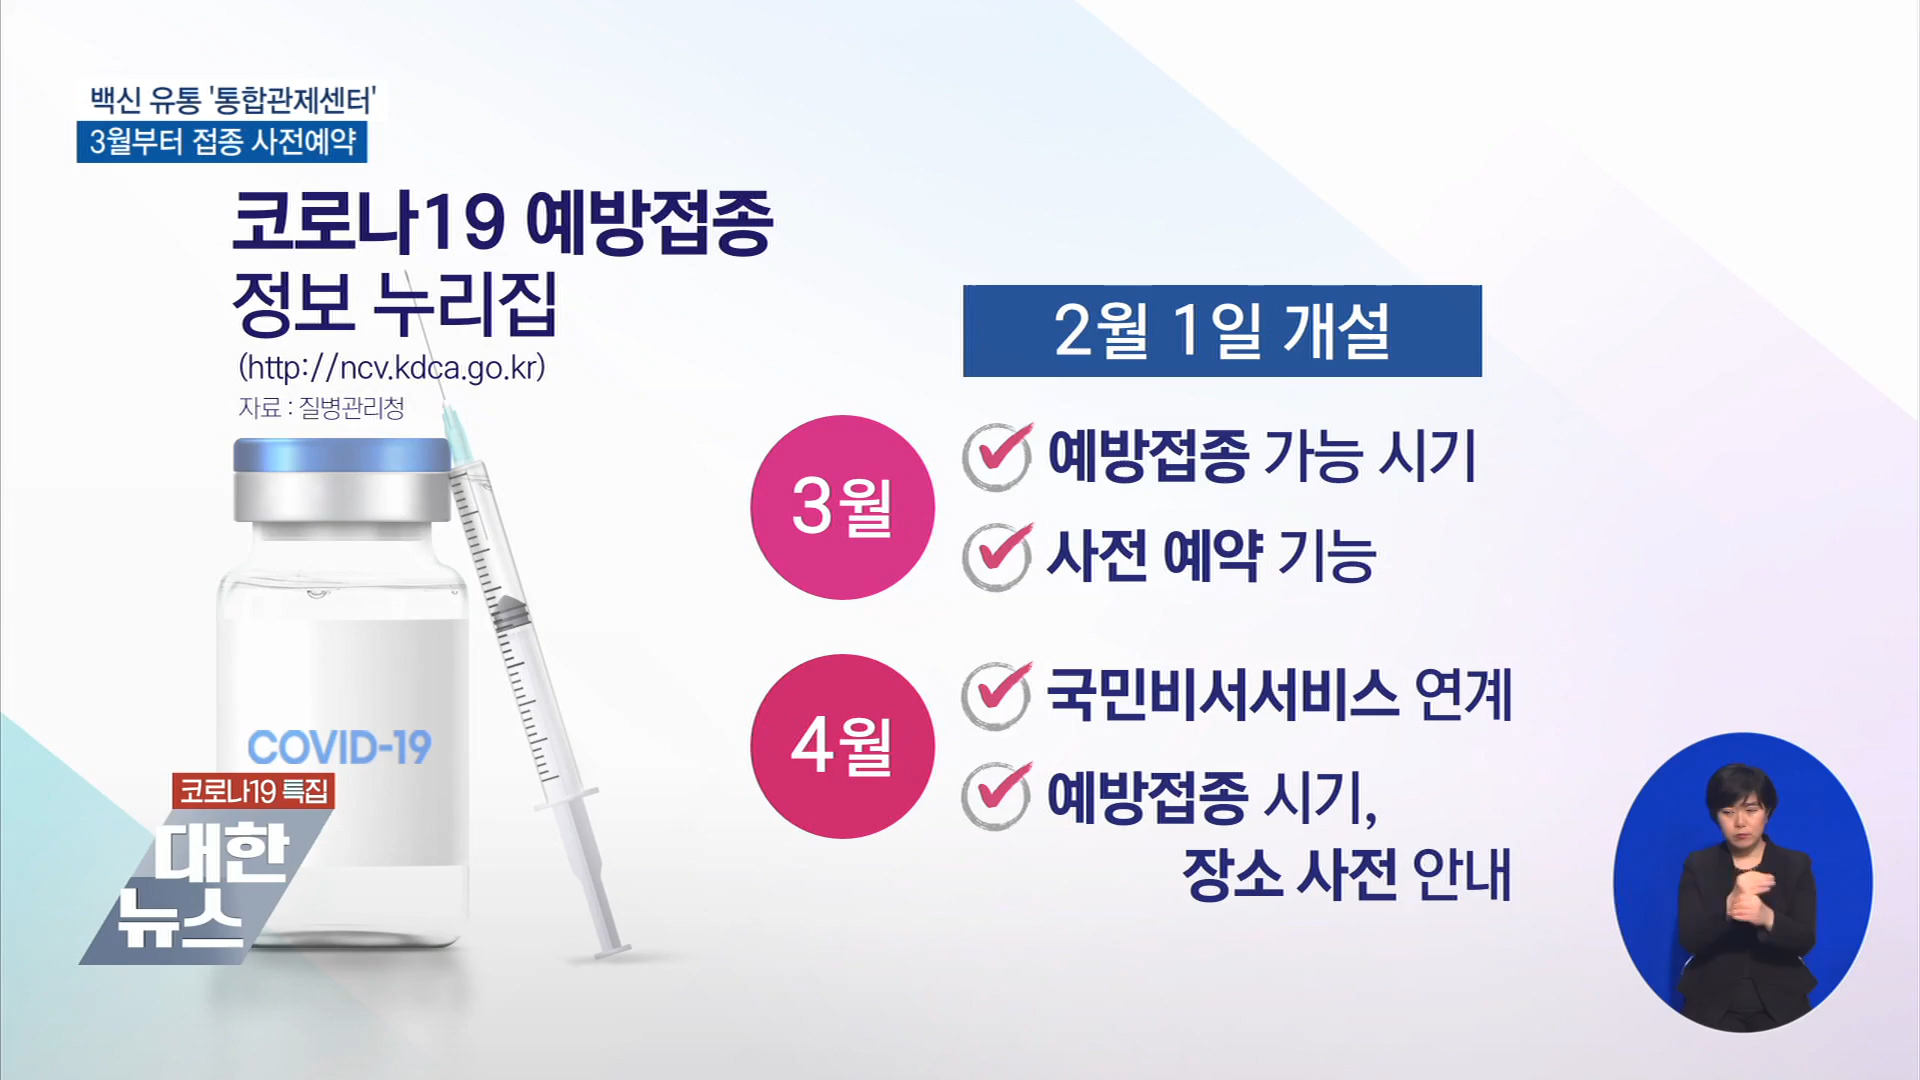 백신 유통 '통합관제센터'
3월부터 접종 사전예약
코로나19 예방접종
정보 누리집
(http://ncv.kdca.go.kr)
자료 : 질병관리청
2월 1일 개설
3월
예방접종 가능 시기
사전 예약 기능
4월
국민비서서비스 연계
예방접종 시기,
장소 사전 안내
COVID-19
코로나19 특집
대한
뉴스